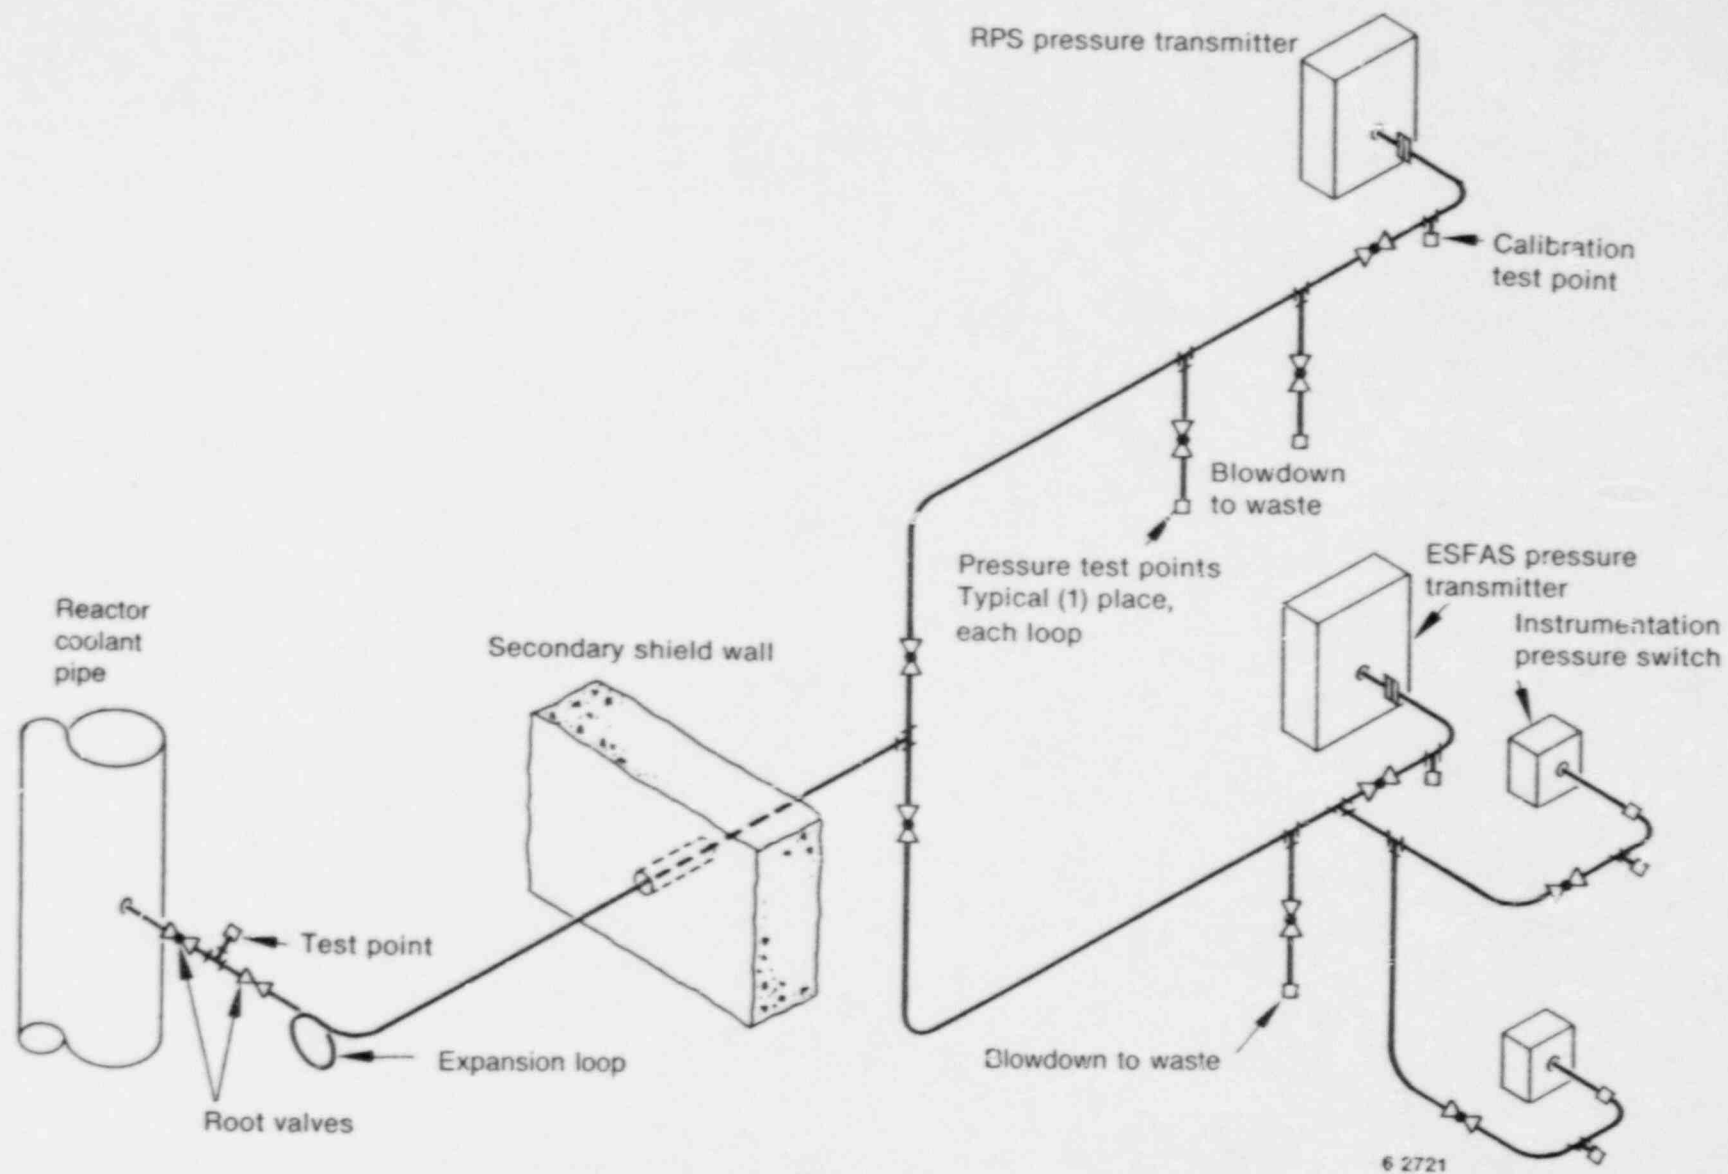 RPS pressure transmitter
Calibration
test point
Blowdown
to waste
Pressure test points
Typical (1) place,
each loop
ESFAS pressure
transmitter
Instrumentation
pressure switch
Reactor
coolant
pipe
Secondary shield wall
Test point
Expansion loop
Root valves
Blowdown to waste
6 2721